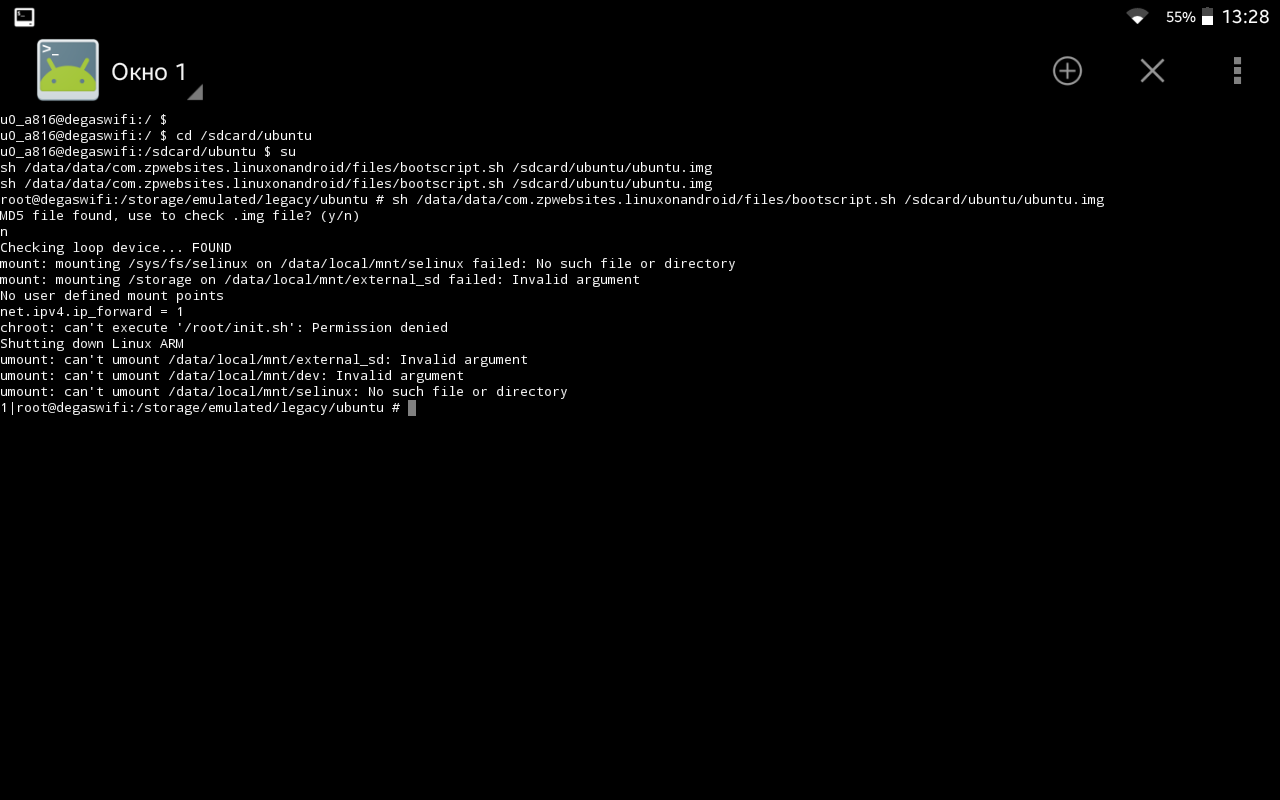 55% 13:28
>_
Окно 1
u0_a816@degaswifi:/ $
u0_a816@degaswifi:/ $ cd /sdcard/ubuntu
u0_a816@degaswifi:/sdcard/ubuntu $ su
sh /data/data/com.zpwebsites.linuxonandroid/files/bootscript.sh /sdcard/ubuntu/ubuntu.img
sh /data/data/com.zpwebsites.linuxonandroid/files/bootscript.sh /sdcard/ubuntu/ubuntu.img
root@degaswifi:/storage/emulated/legacy/ubuntu # sh /data/data/com.zpwebsites.linuxonandroid/files/bootscript.sh /sdcard/ubuntu/ubuntu.img
MD5 file found, use to check .img file? (y/n)
n
Checking loop device... FOUND
mount: mounting /sys/fs/selinux on /data/local/mnt/selinux failed: No such file or directory
mount: mounting /storage on /data/local/mnt/external_sd failed: Invalid argument
No user defined mount points
net.ipv4.ip_forward = 1
chroot: can't execute '/root/init.sh': Permission denied
Shutting down Linux ARM
umount: can't umount /data/local/mnt/external_sd: Invalid argument
umount: can't umount /data/local/mnt/dev: Invalid argument
umount: can't umount /data/local/mnt/selinux: No such file or directory
1|root@degaswifi:/storage/emulated/legacy/ubuntu #